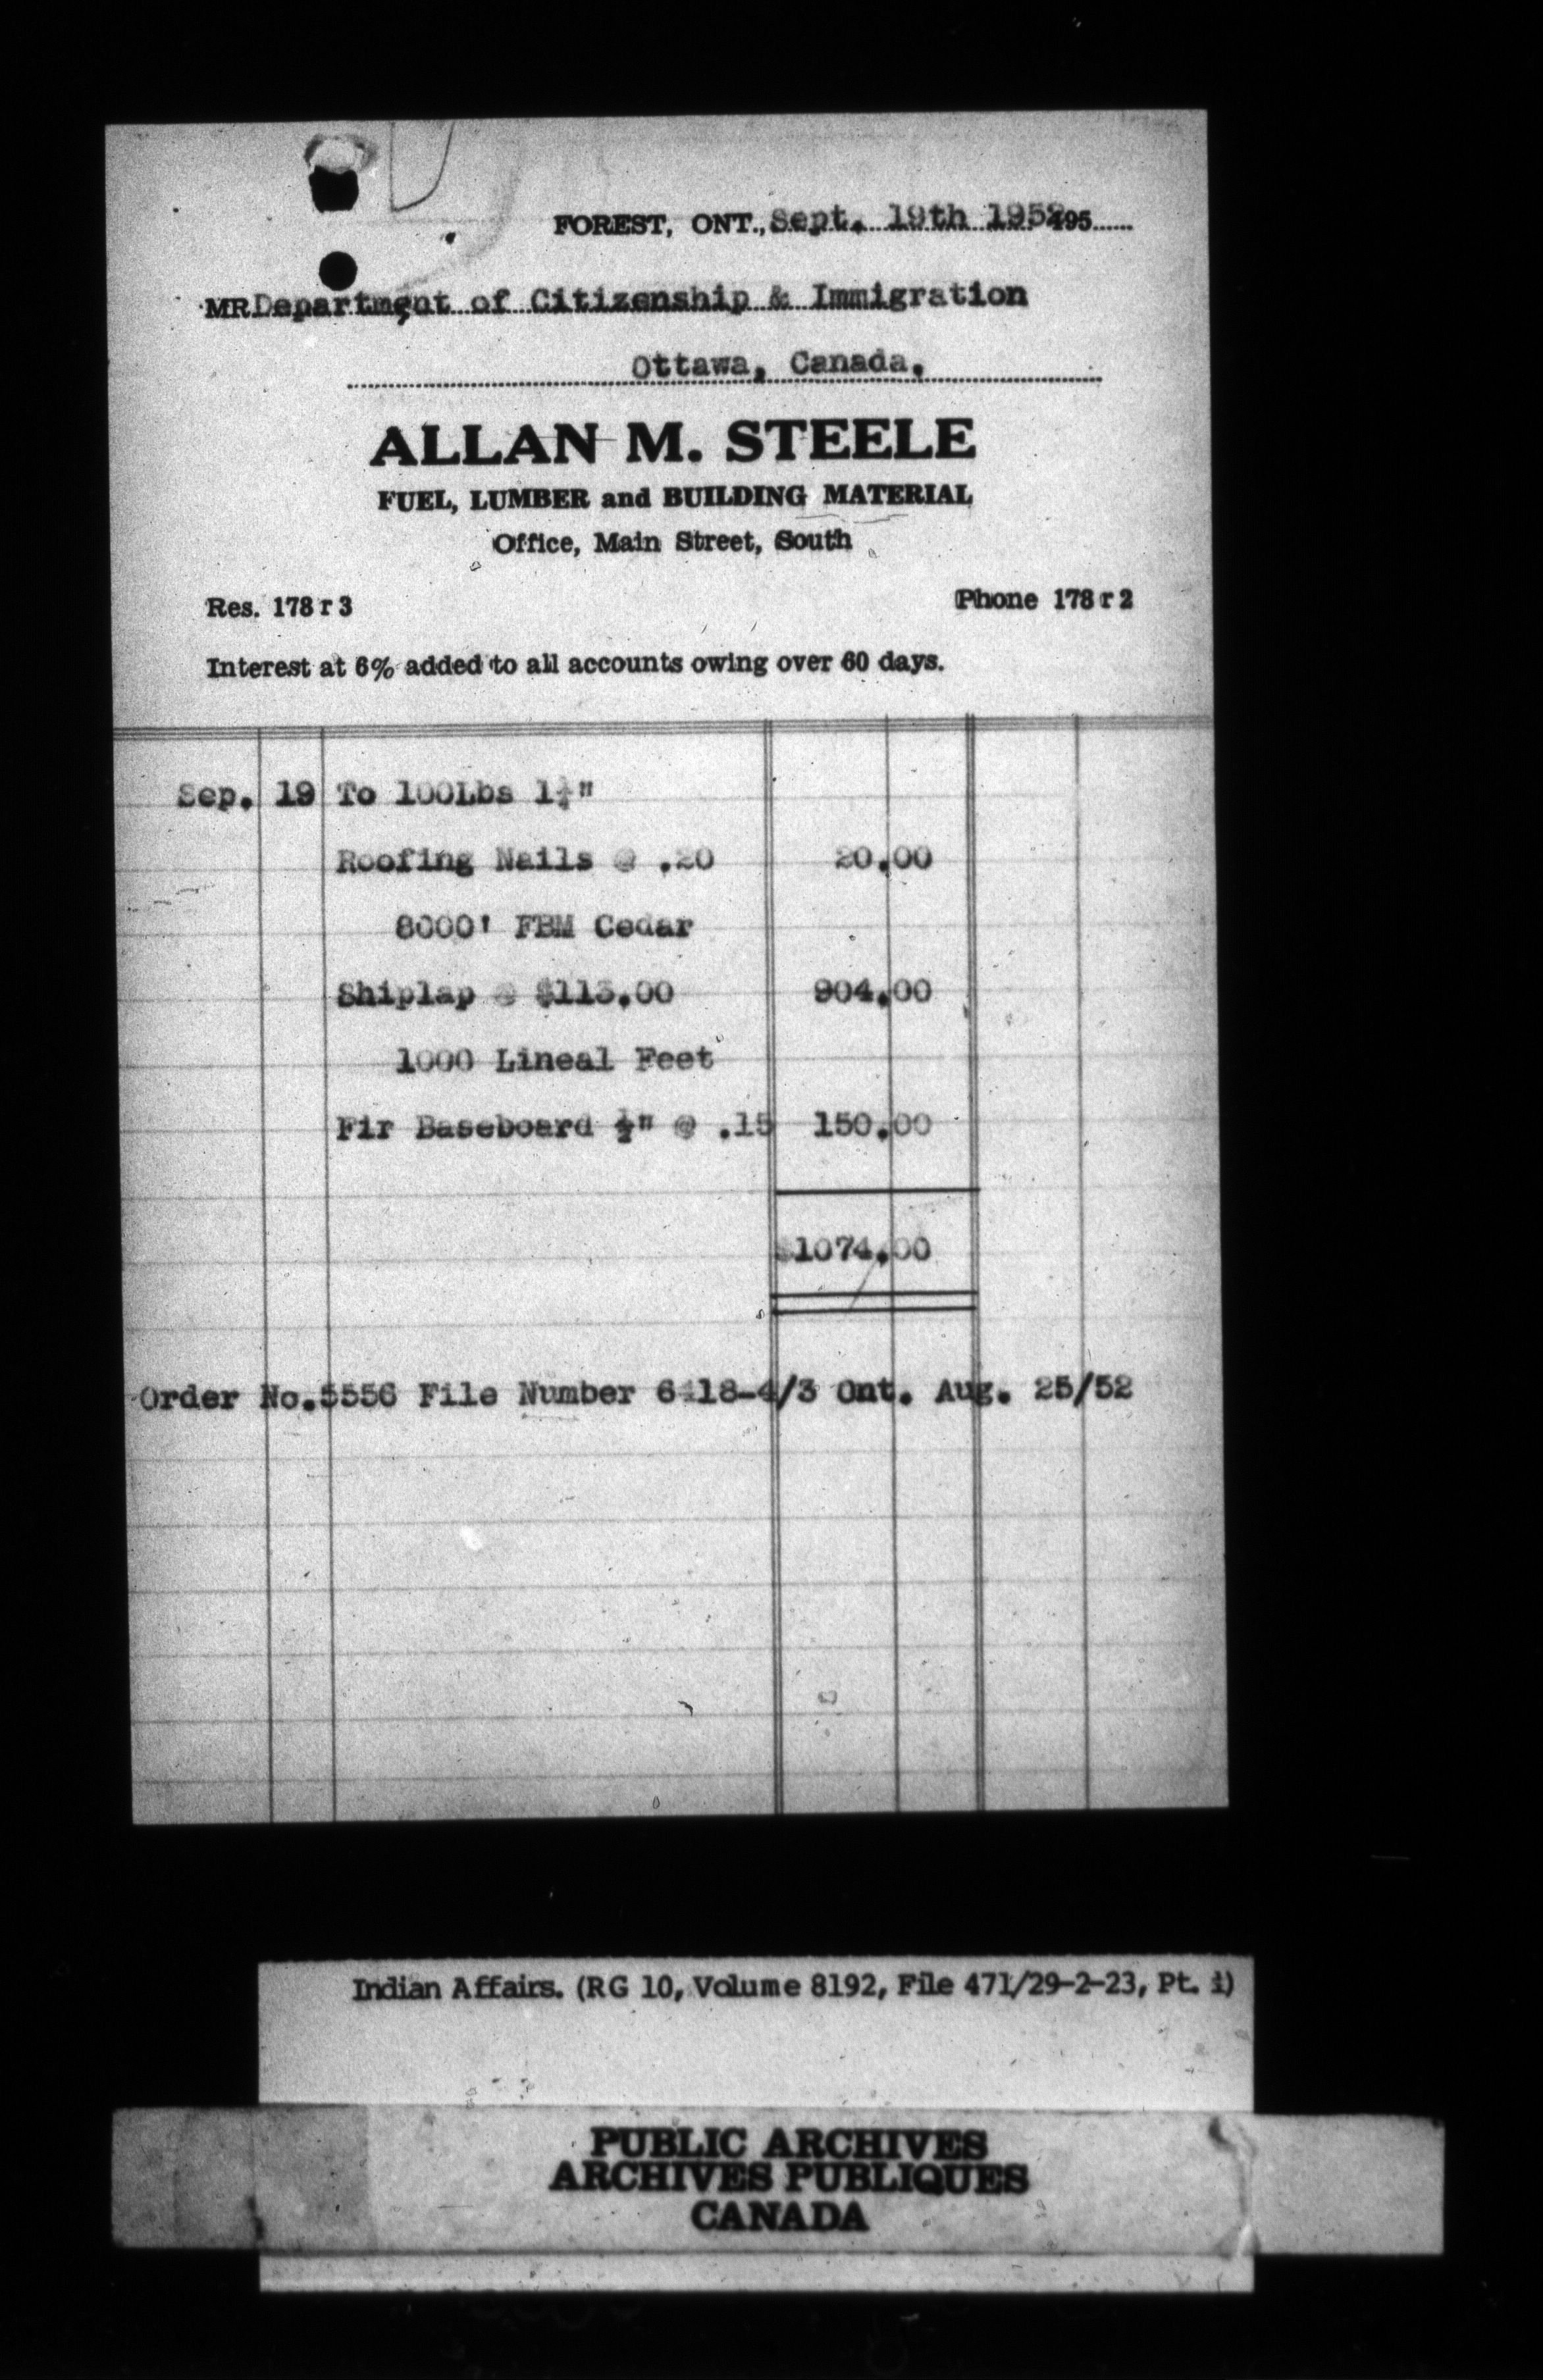 FOREST, ONT., Sept. 19th 1952 195
MR Department of Citizenship & Immigration
Ottawa, Canada.
ALLAN M. STEELE
FUEL, LUMBER and BUILDING MATERIAL
Office, Main Street, South
Res. 178 r 3 Phone 178 r 2
Interest at 6% added to all accounts owing over 60 days.
Sep. 19 To 100Lbs
Roofing Nails @ .20 20.00
8000' FBM Cedar
Shiplap @ $113.00 904.00
1000 Lineal Feet
Fir Baseboard ½" @ .15 150.00
$1074.00
Order No.5556 File Number Ont. Aug. 25/52
Indian Affairs. (RG 10, Volume 8192, File 471/29-2-23, Pt. 1)
PUBLIC ARCHIVES
ARCHIVES PUBLIQUES
CANADA